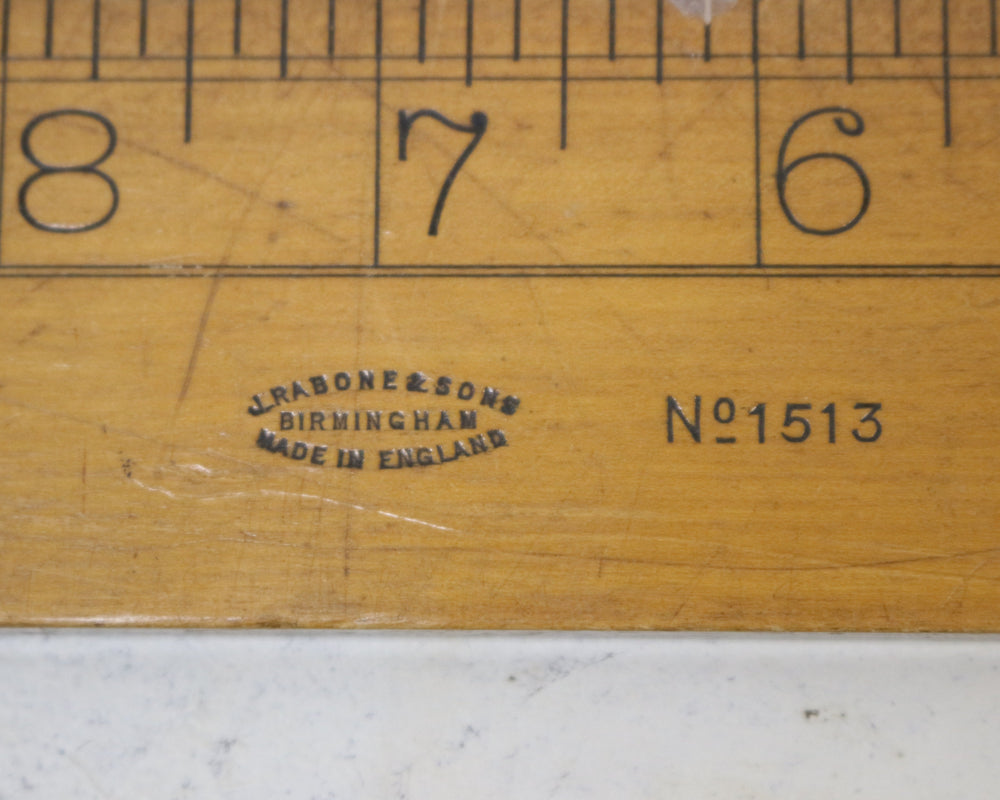 8 7 6
J. RABONE & SONS
BIRMINGHAM
MADE IN ENGLAND
Nº 1513